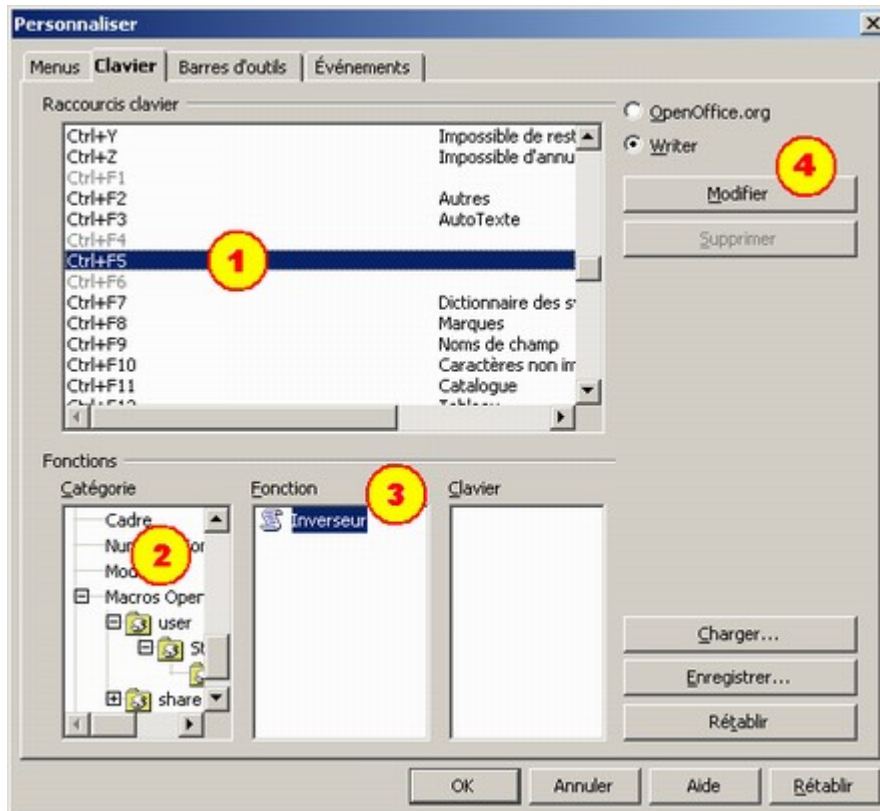 Personnaliser
Menus Clavier Barres d'outils Événements
Raccourcis clavier
Ctrl+Y Impossible de rest
Ctrl+Z Impossible d'annu
Ctrl+F1
Ctrl+F2 Autres
Ctrl+F3 AutoTexte
Ctrl+F4
Ctrl+F5
Ctrl+F6
Ctrl+F7 Dictionnaire des
Ctrl+F8 Marques
Ctrl+F9 Noms de champ
Ctrl+F10 Caractères non
Ctrl+F11 Catalogue
1
OpenOffice.org
Writer
4
Modifier
Supprimer
Fonctions
Catégorie
Cadre
2
Macros Oper
user
St
share
Fonction
3
Inverseur
Clavier
Charger...
Enregistrer...
Rétablir
OK Annuler Aide Rétablir